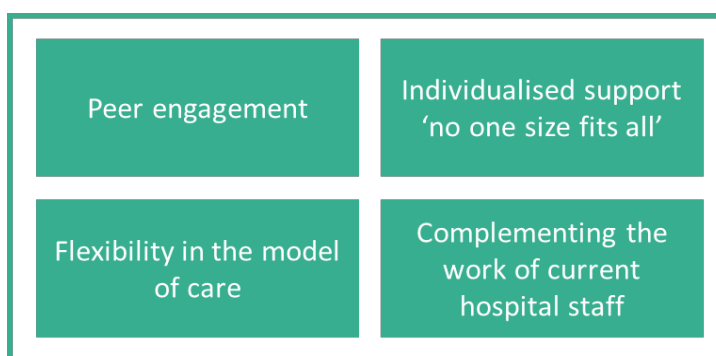 Peer engagement
Individualised support
‘no one size fits all’
Flexibility in the model
of care
Complementing the
work of current
hospital staff